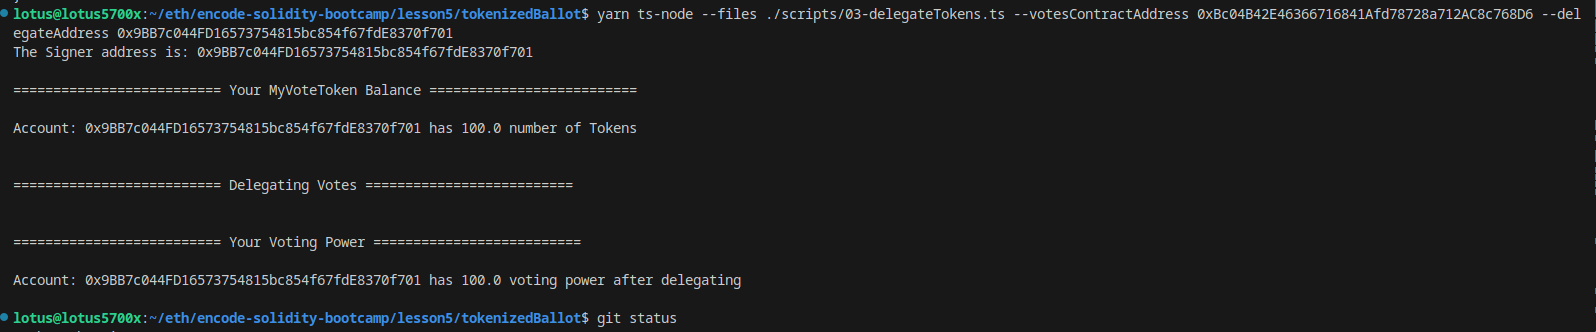 lotus@lotus5700x:~/eth/encode-solidity-bootcamp/lesson5/tokenizedBallot$ yarn ts-node --files ./scripts/03-delegateTokens.ts --votesContractAddress 0xBc04B42E46366716841Afd78728a712AC8c768D6 --del
egateAddress 0x9BB7c044FD16573754815bc854f67fdE8370f701
The Signer address is: 0x9BB7c044FD16573754815bc854f67fdE8370f701
========================== Your MyVoteToken Balance ==========================
Account: 0x9BB7c044FD16573754815bc854f67fdE8370f701 has 100.0 number of Tokens
========================== Delegating Votes ==========================
========================== Your Voting Power ==========================
Account: 0x9BB7c044FD16573754815bc854f67fdE8370f701 has 100.0 voting power after delegating
lotus@lotus5700x:~/eth/encode-solidity-bootcamp/lesson5/tokenizedBallot$ git status